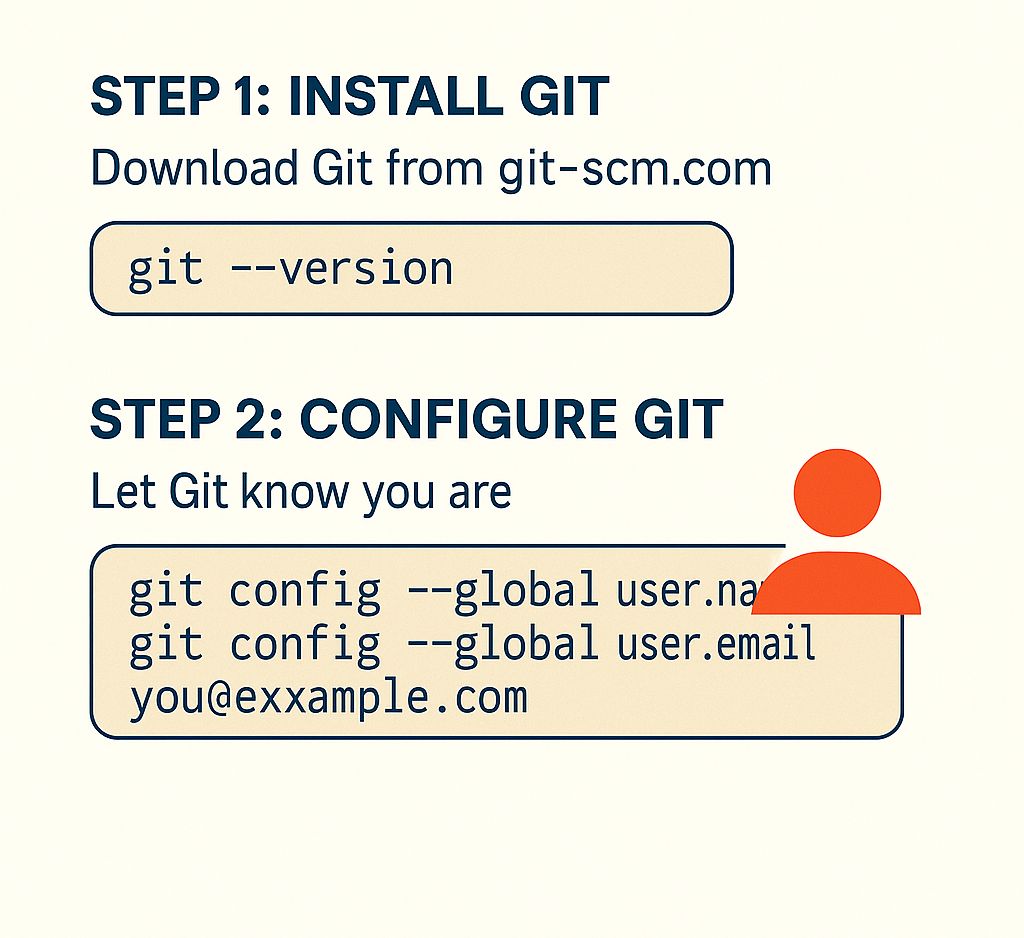 STEP 1: INSTALL GIT
Download Git from git-scm.com
git --version
STEP 2: CONFIGURE GIT
Let Git know you are
git config --global user.na
git config --global user.email
you@exxample.com